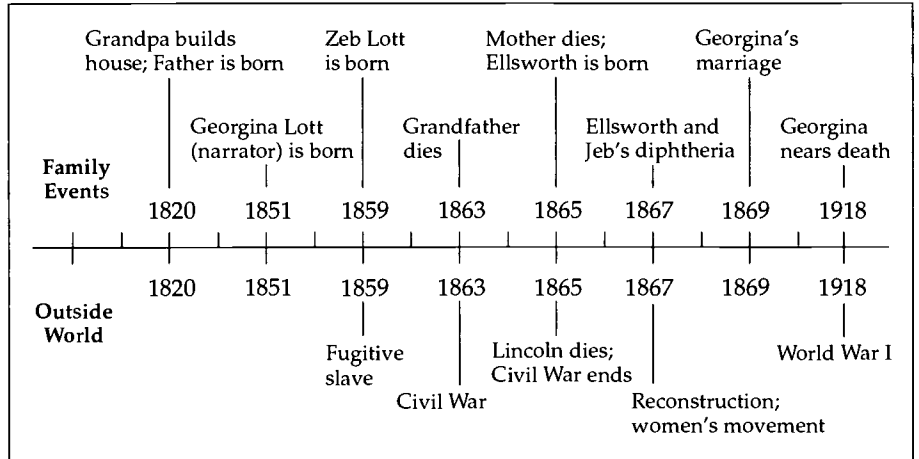 Grandpa builds
house; Father is born
Zeb Lott
is born
Mother dies;
Ellsworth is born
Georgina's
marriage
Georgina Lott
(narrator) is born
Grandfather
dies
Ellsworth and
Jeb's diphtheria
Georgina
nears death
Family
Events
1820 1851 1859 1863 1865 1867 1869 1918
1820 1851 1859 1863 1865 1867 1869 1918
Outside
World
Fugitive
slave
Civil War
Lincoln dies;
Civil War ends
Reconstruction;
women's movement
World War I